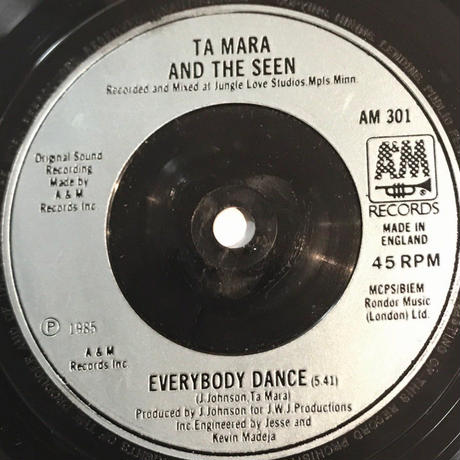 TA MARA
AND THE SEEN
Recorded and Mixed at Jungle Love Studios. Mpls Minn.
AM 301
Original Sound
Recording
Made by
A & M
Records Inc
A&M
RECORDS
MADE IN
ENGLAND
45 RPM
MCPS/BIEM
Rondor Music
(London) Ltd.
℗ 1985
A & M
Records Inc
EVERYBODY DANCE (5.41)
(J. Johnson, Ta Mara)
Produced by J. Johnson for J.W.J. Productions
Inc. Engineered by Jesse and
Kevin Madeja